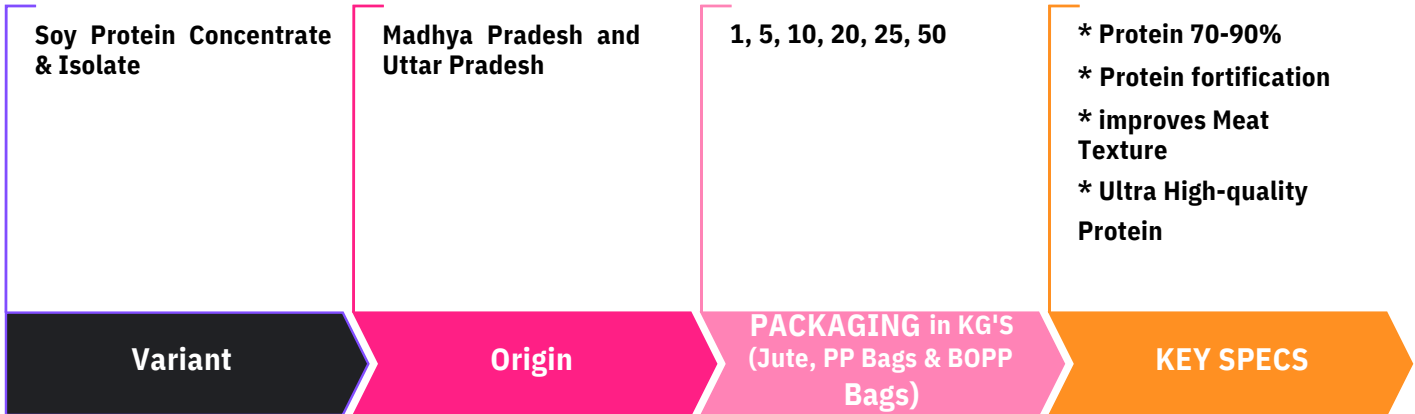 Soy Protein Concentrate
& Isolate
Madhya Pradesh and
Uttar Pradesh
1, 5, 10, 20, 25, 50
* Protein 70-90%
* Protein fortification
* improves Meat
Texture
* Ultra High-quality
Protein
Variant
Origin
PACKAGING in KG'S
(Jute, PP Bags & BOPP
Bags)
KEY SPECS